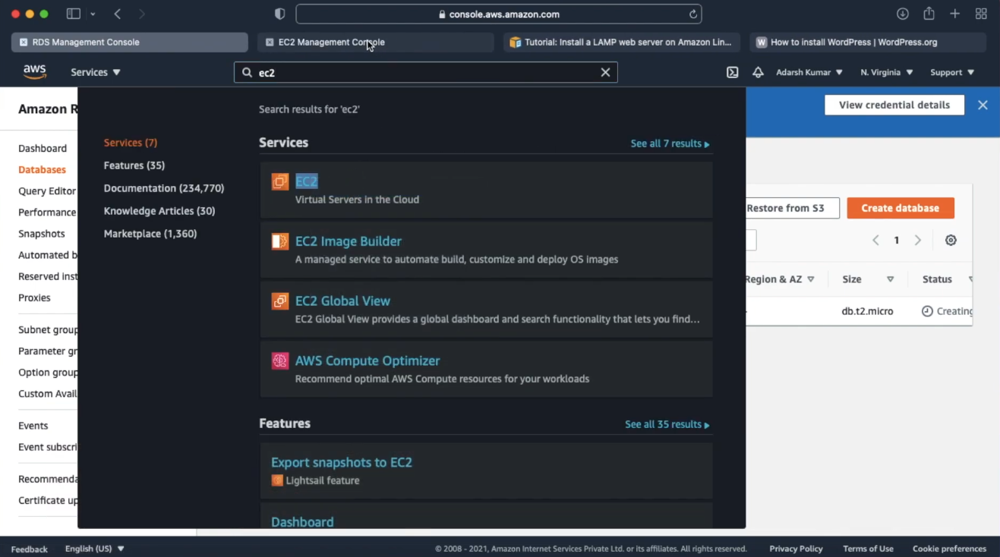 console.aws.amazon.com
RDS Management Console
EC2 Management Console
Tutorial: Install a LAMP web server on Amazon Lin...
W How to install WordPress | WordPress.org
aws
Services
ec2
Adarsh Kumar
N. Virginia
Support
Amazon R
Search results for 'ec2'
View credential details
Services (7)
Features (35)
Documentation (234,770)
Knowledge Articles (30)
Marketplace (1,360)
Services
See all 7 results
EC2
Virtual Servers in the Cloud
EC2 Image Builder
A managed service to automate build, customize and deploy OS images
EC2 Global View
EC2 Global View provides a global dashboard and search functionality that lets you find...
AWS Compute Optimizer
Recommend optimal AWS Compute resources for your workloads
Features
See all 35 results
Export snapshots to EC2
Lightsail feature
Dashboard
Dashboard
Databases
Query Editor
Performance
Snapshots
Automated b
Reserved inst
Proxies
Subnet group
Parameter gr
Option group
Custom Avail
Events
Event subscri
Recommenda
Certificate up
Restore from S3
Create database
1
Region & AZ
Size
Status
-
db.t2.micro
Creating
Feedback
English (US)
© 2008 - 2021, Amazon Internet Services Private Ltd. or its affiliates. All rights reserved.
Privacy Policy
Terms of Use
Cookie preferences